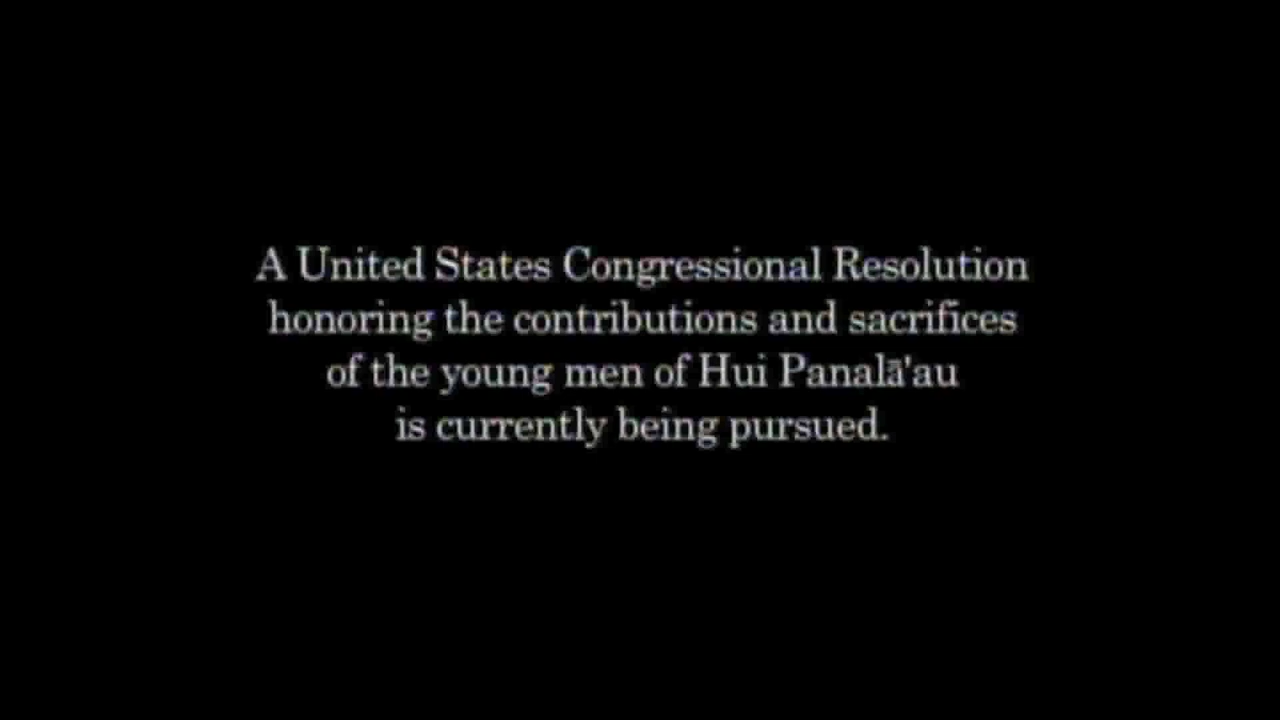 A United States Congressional Resolution
honoring the contributions and sacrifices
of the young men of Hui Panalā'au
is currently being pursued.